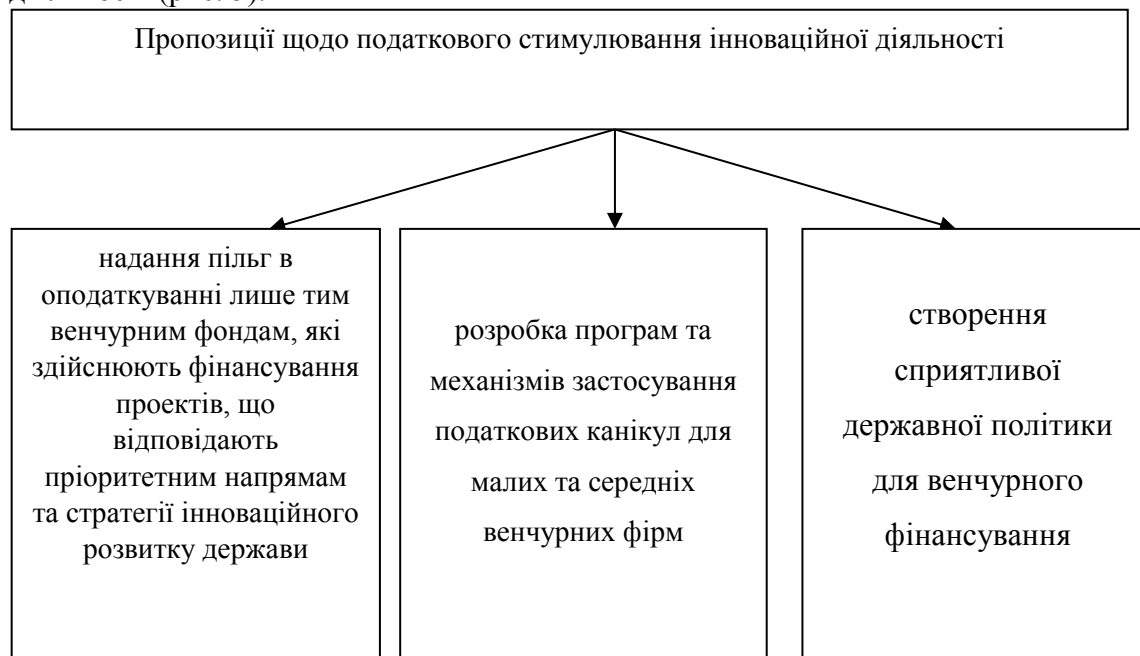 Пропозиції щодо податкового стимулювання інноваційної діяльності
надання пільг в
оподаткуванні лише тим
венчурним фондам, які
здійснюють фінансування
проектів, що
відповідають
пріоритетним напрямам
та стратегії інноваційного
розвитку держави
розробка програм та
механізмів застосування
податкових канікул для
малих та середніх
венчурних фірм
створення
сприятливої
державної політики
для венчурного
фінансування